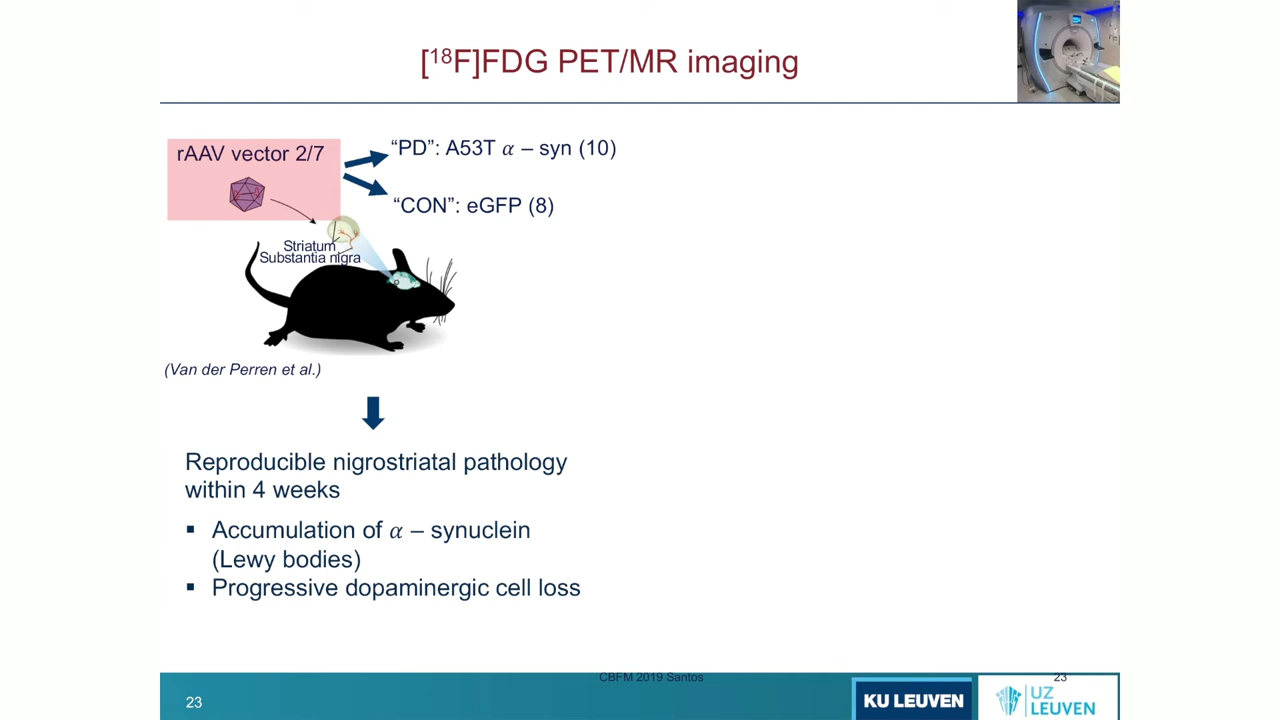 [¹⁸F]FDG PET/MR imaging
rAAV vector 2/7
“PD”: A53T α – syn (10)
“CON”: eGFP (8)
Striatum
Substantia nigra
(Van der Perren et al.)
Reproducible nigrostriatal pathology
within 4 weeks
▪ Accumulation of α – synuclein
(Lewy bodies)
▪ Progressive dopaminergic cell loss
CBFM 2019 Santos
23
23
KU LEUVEN
UZ
LEUVEN